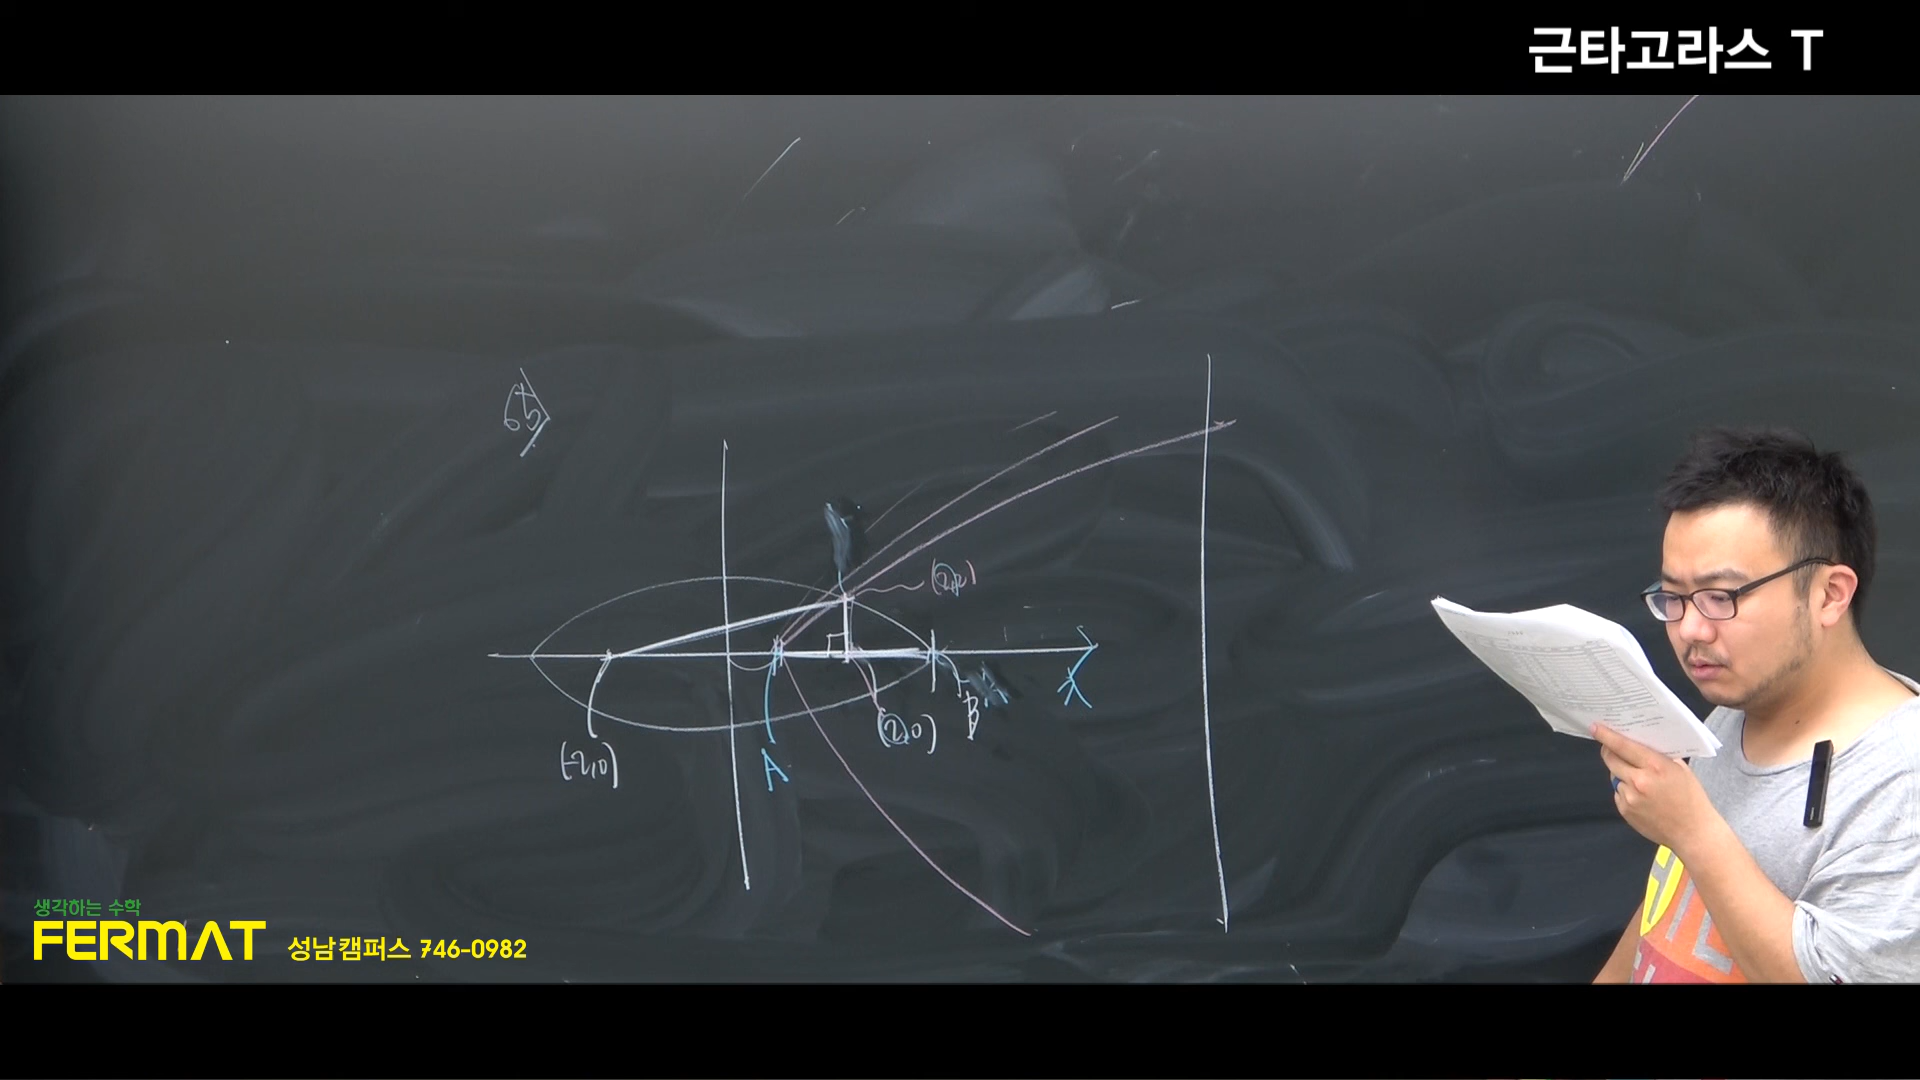 근타고라스 T
65)
(2,2)
(-2,0)
A
(2,0)
B
생각하는 수학
FERMAT 성남캠퍼스 746-0982